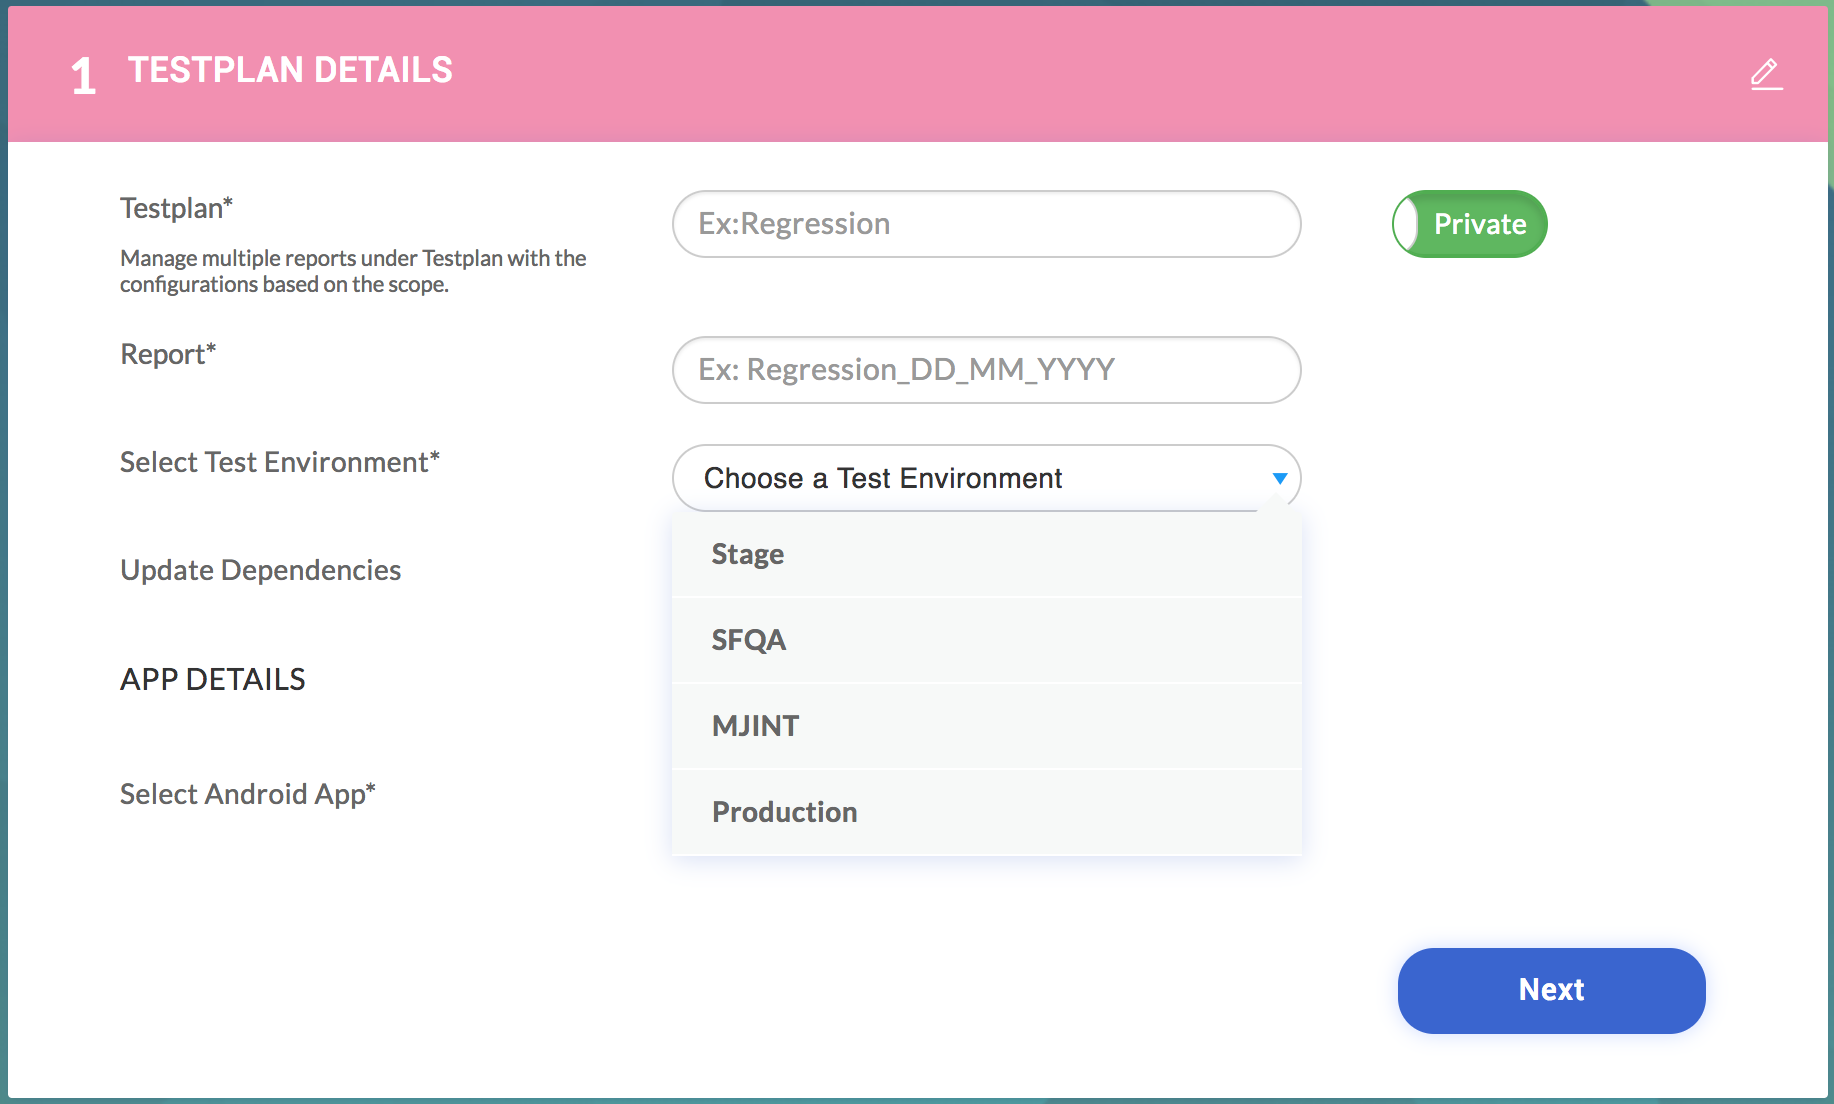 1 TESTPLAN DETAILS
Testplan*
Ex:Regression
Private
Manage multiple reports under Testplan with the
configurations based on the scope.
Report*
Ex: Regression_DD_MM_YYYY
Select Test Environment*
Choose a Test Environment
Stage
Update Dependencies
SFQA
APP DETAILS
MJINT
Select Android App*
Production
Next